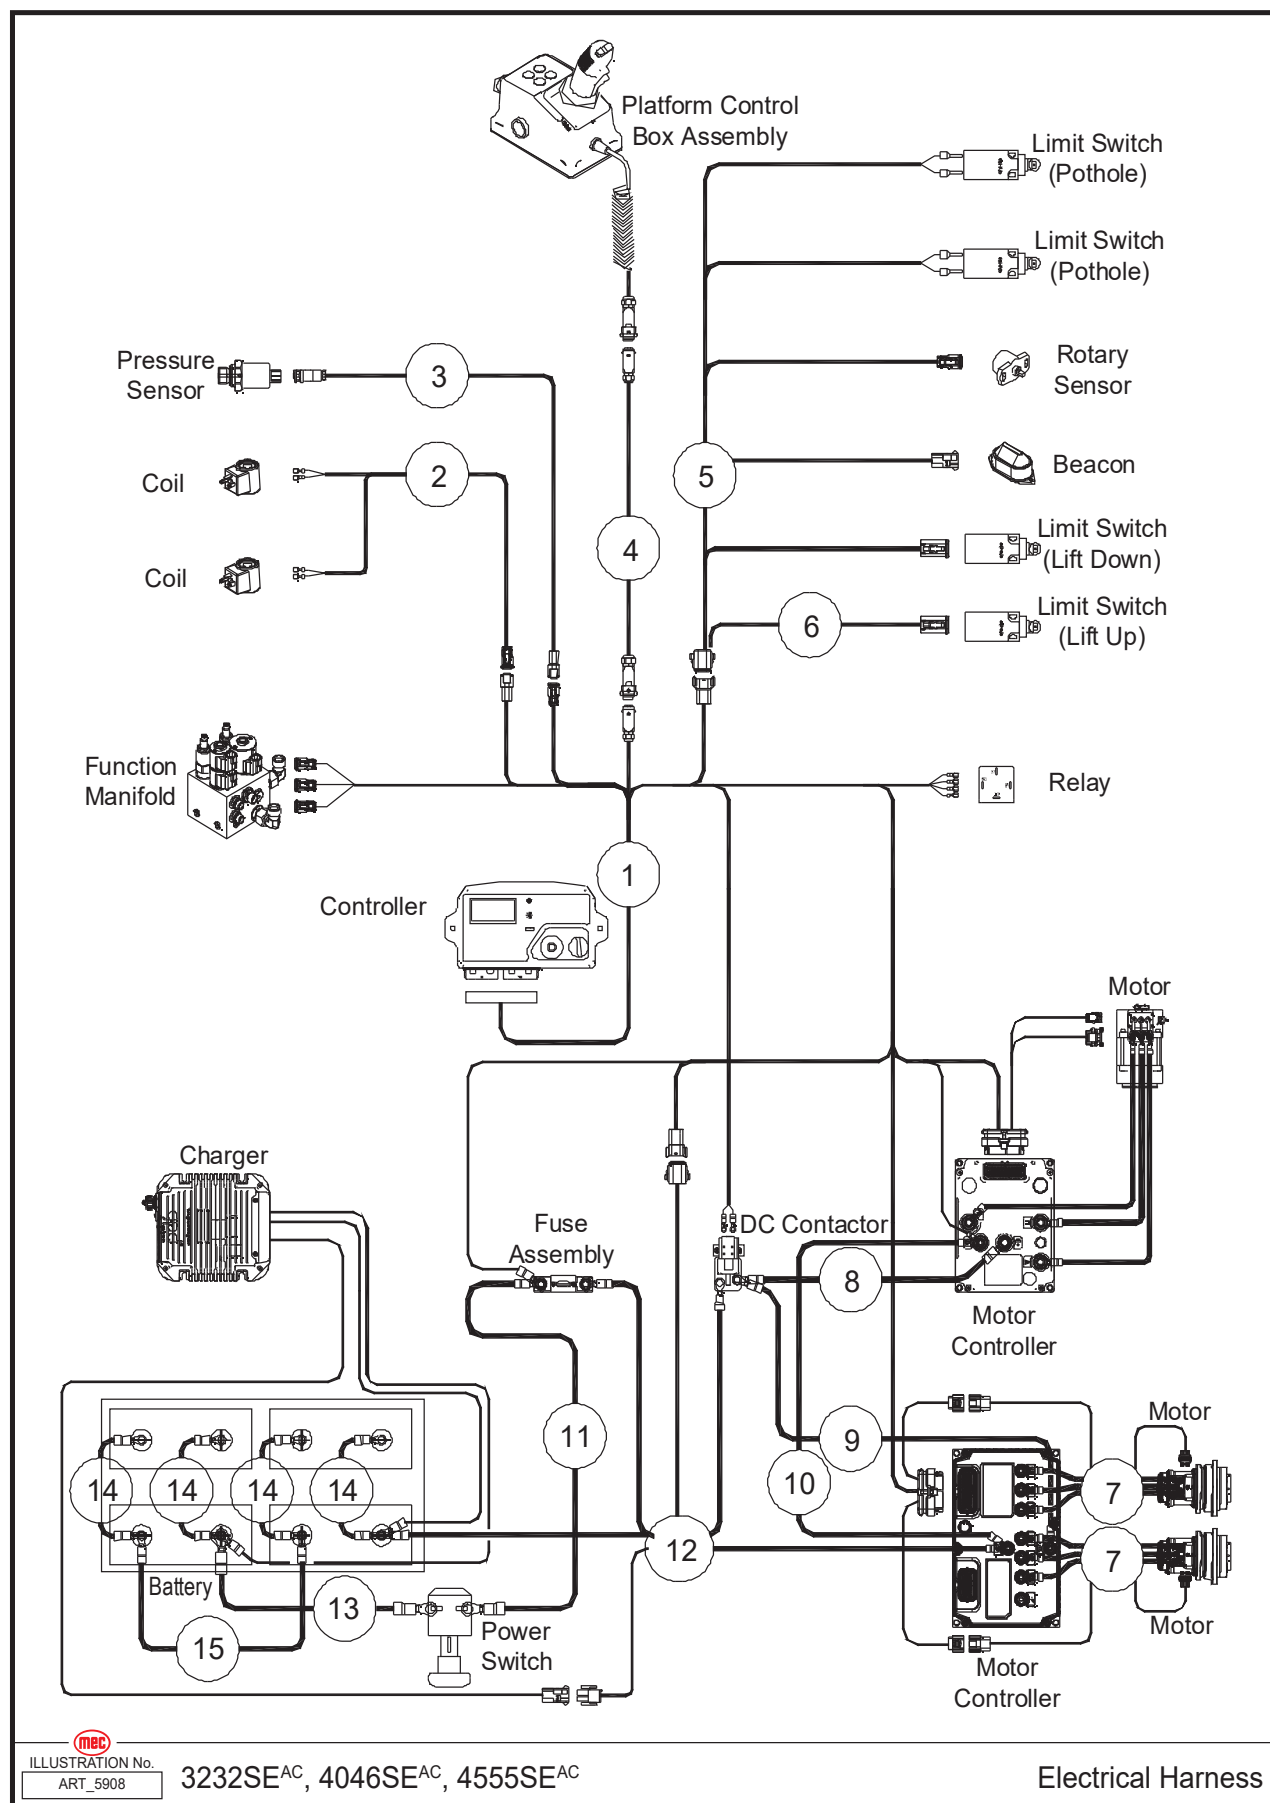 Platform Control
Box Assembly
Limit Switch
(Pothole)
Limit Switch
(Pothole)
Pressure
Sensor
3
Rotary
Sensor
Coil
2
5
Beacon
4
Limit Switch
(Lift Down)
Coil
6
Limit Switch
(Lift Up)
Function
Manifold
Relay
1
Controller
Motor
Charger
Fuse
Assembly
DC Contactor
8
Motor
Controller
11
9
Motor
14
14
14
14
10
7
12
7
Battery
13
Power
Switch
15
Motor
Motor
Controller
mec
ILLUSTRATION No.
ART_5908
3232SEAC, 4046SEAC, 4555SEAC
Electrical Harness